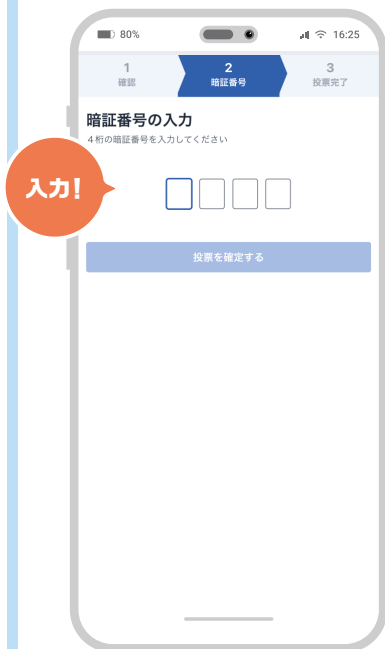 80%
16:25
1
確認
2
暗証番号
3
投票完了
暗証番号の入力
4桁の暗証番号を入力してください
入力!
投票を確定する